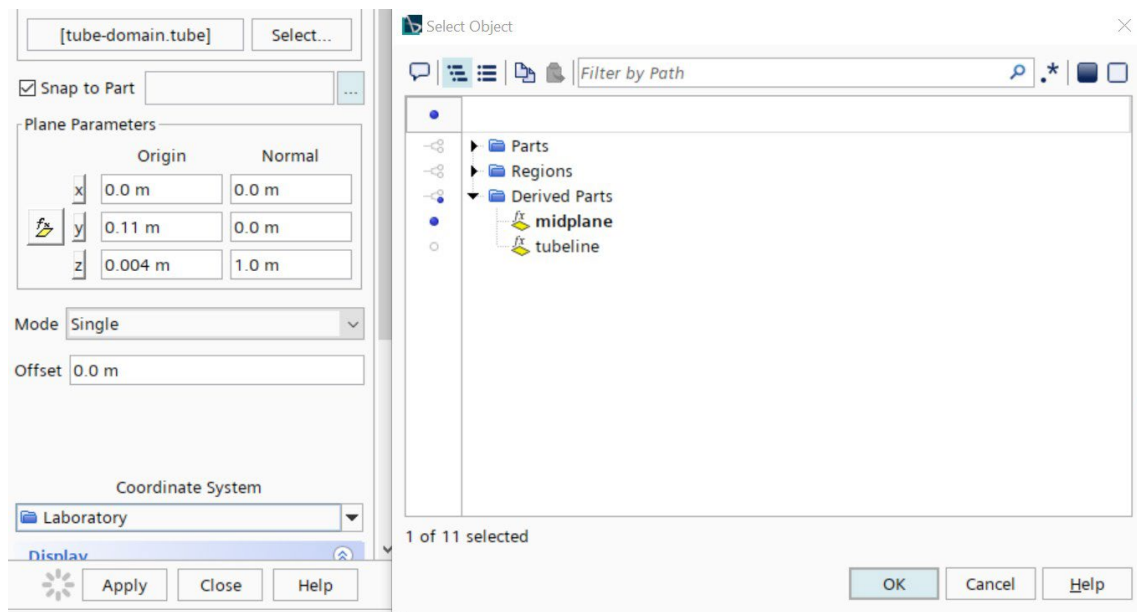 [tube-domain.tube] Select...
Snap to Part ...
Plane Parameters
Origin Normal
x 0.0 m 0.0 m
y 0.11 m 0.0 m
z 0.004 m 1.0 m
Mode Single
Offset 0.0 m
Coordinate System
Laboratory
Display
Apply Close Help
Select Object
Filter by Path .*
Parts
Regions
Derived Parts
midplane
tubeline
1 of 11 selected
OK Cancel Help